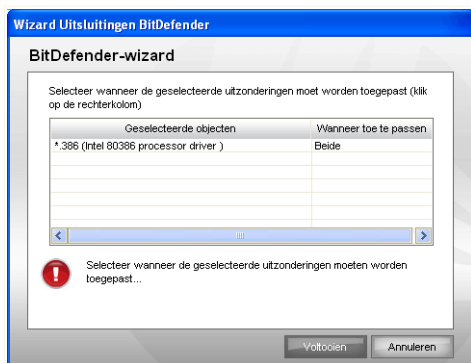 Wizard Uitsluitingen BitDefender
BitDefender-wizard
Selecteer wanneer de geselecteerde uitzonderingen moet worden toegepast (klik
op de rechterkolom)
Geselecteerde objecten Wanneer toe te passen
*.386 (Intel 80386 processor driver ) Beide
Selecteer wanneer de geselecteerde uitzonderingen moeten worden
toegepast...
Voltooien Annuleren